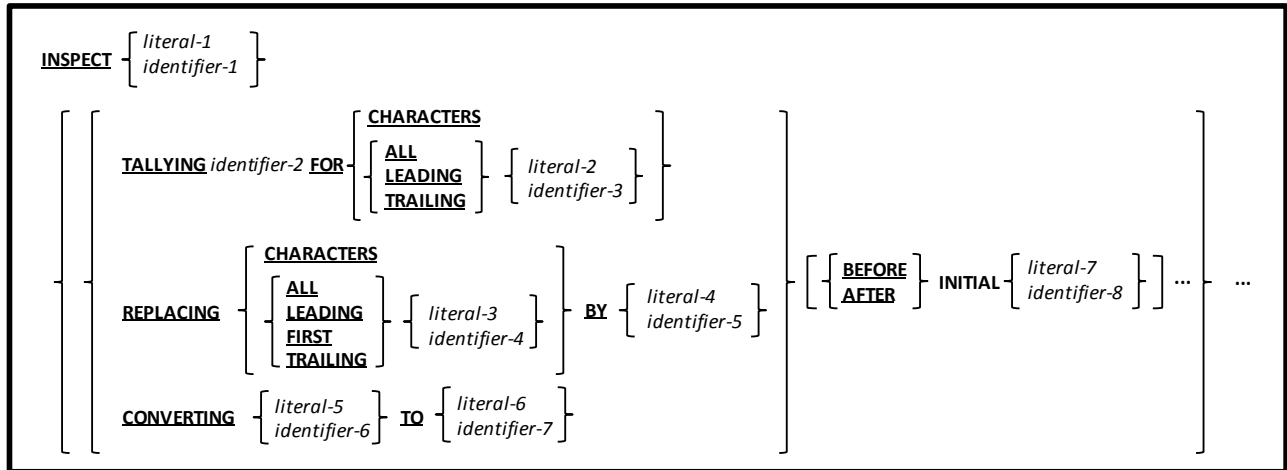 literal-1
INSPECT
identifier-1
CHARACTERS
ALL
literal-2
TALLYING identifier-2 FOR
LEADING
identifier-3
TRAILING
CHARACTERS
BEFORE
literal-7
INITIAL
... ...
AFTER
identifier-8
ALL
literal-3
literal-4
REPLACING
LEADING
BY
identifier-4
identifier-5
FIRST
TRAILING
literal-5
literal-6
CONVERTING
TO
identifier-6
identifier-7